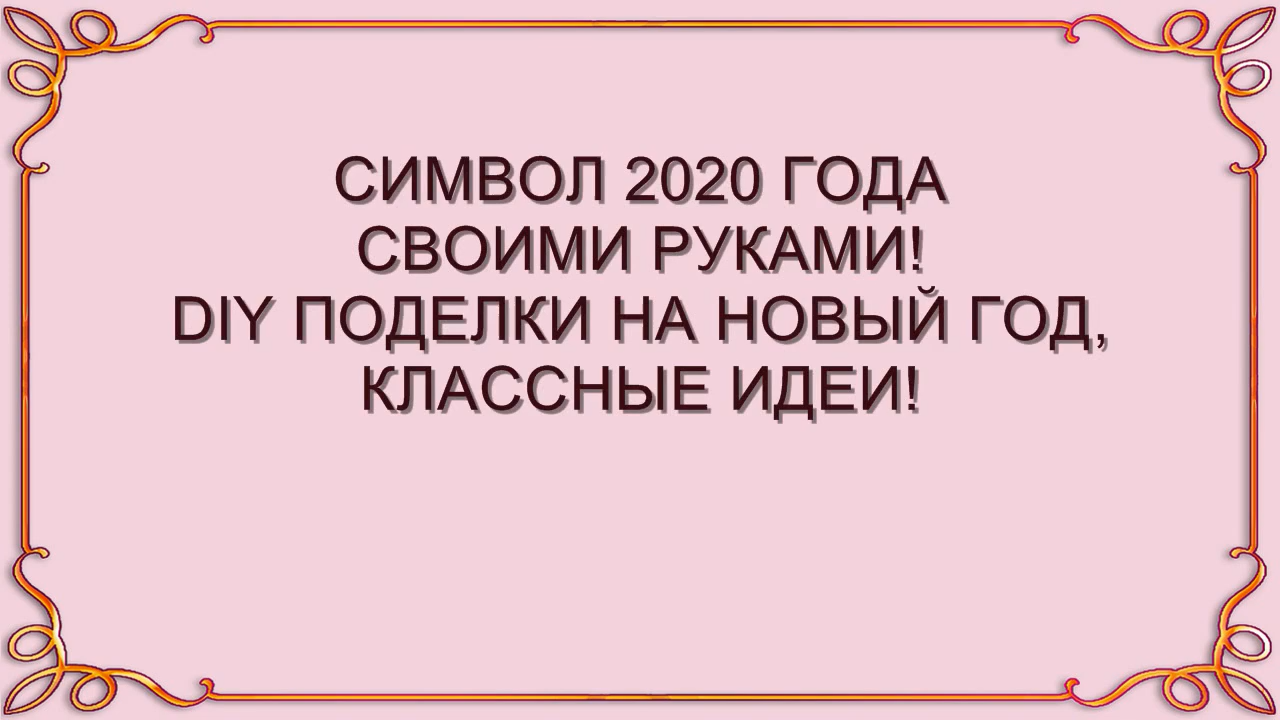 СИМВОЛ 2020 ГОДА
СВОИМИ РУКАМИ!
DIY ПОДЕЛКИ НА НОВЫЙ ГОД,
КЛАССНЫЕ ИДЕИ!